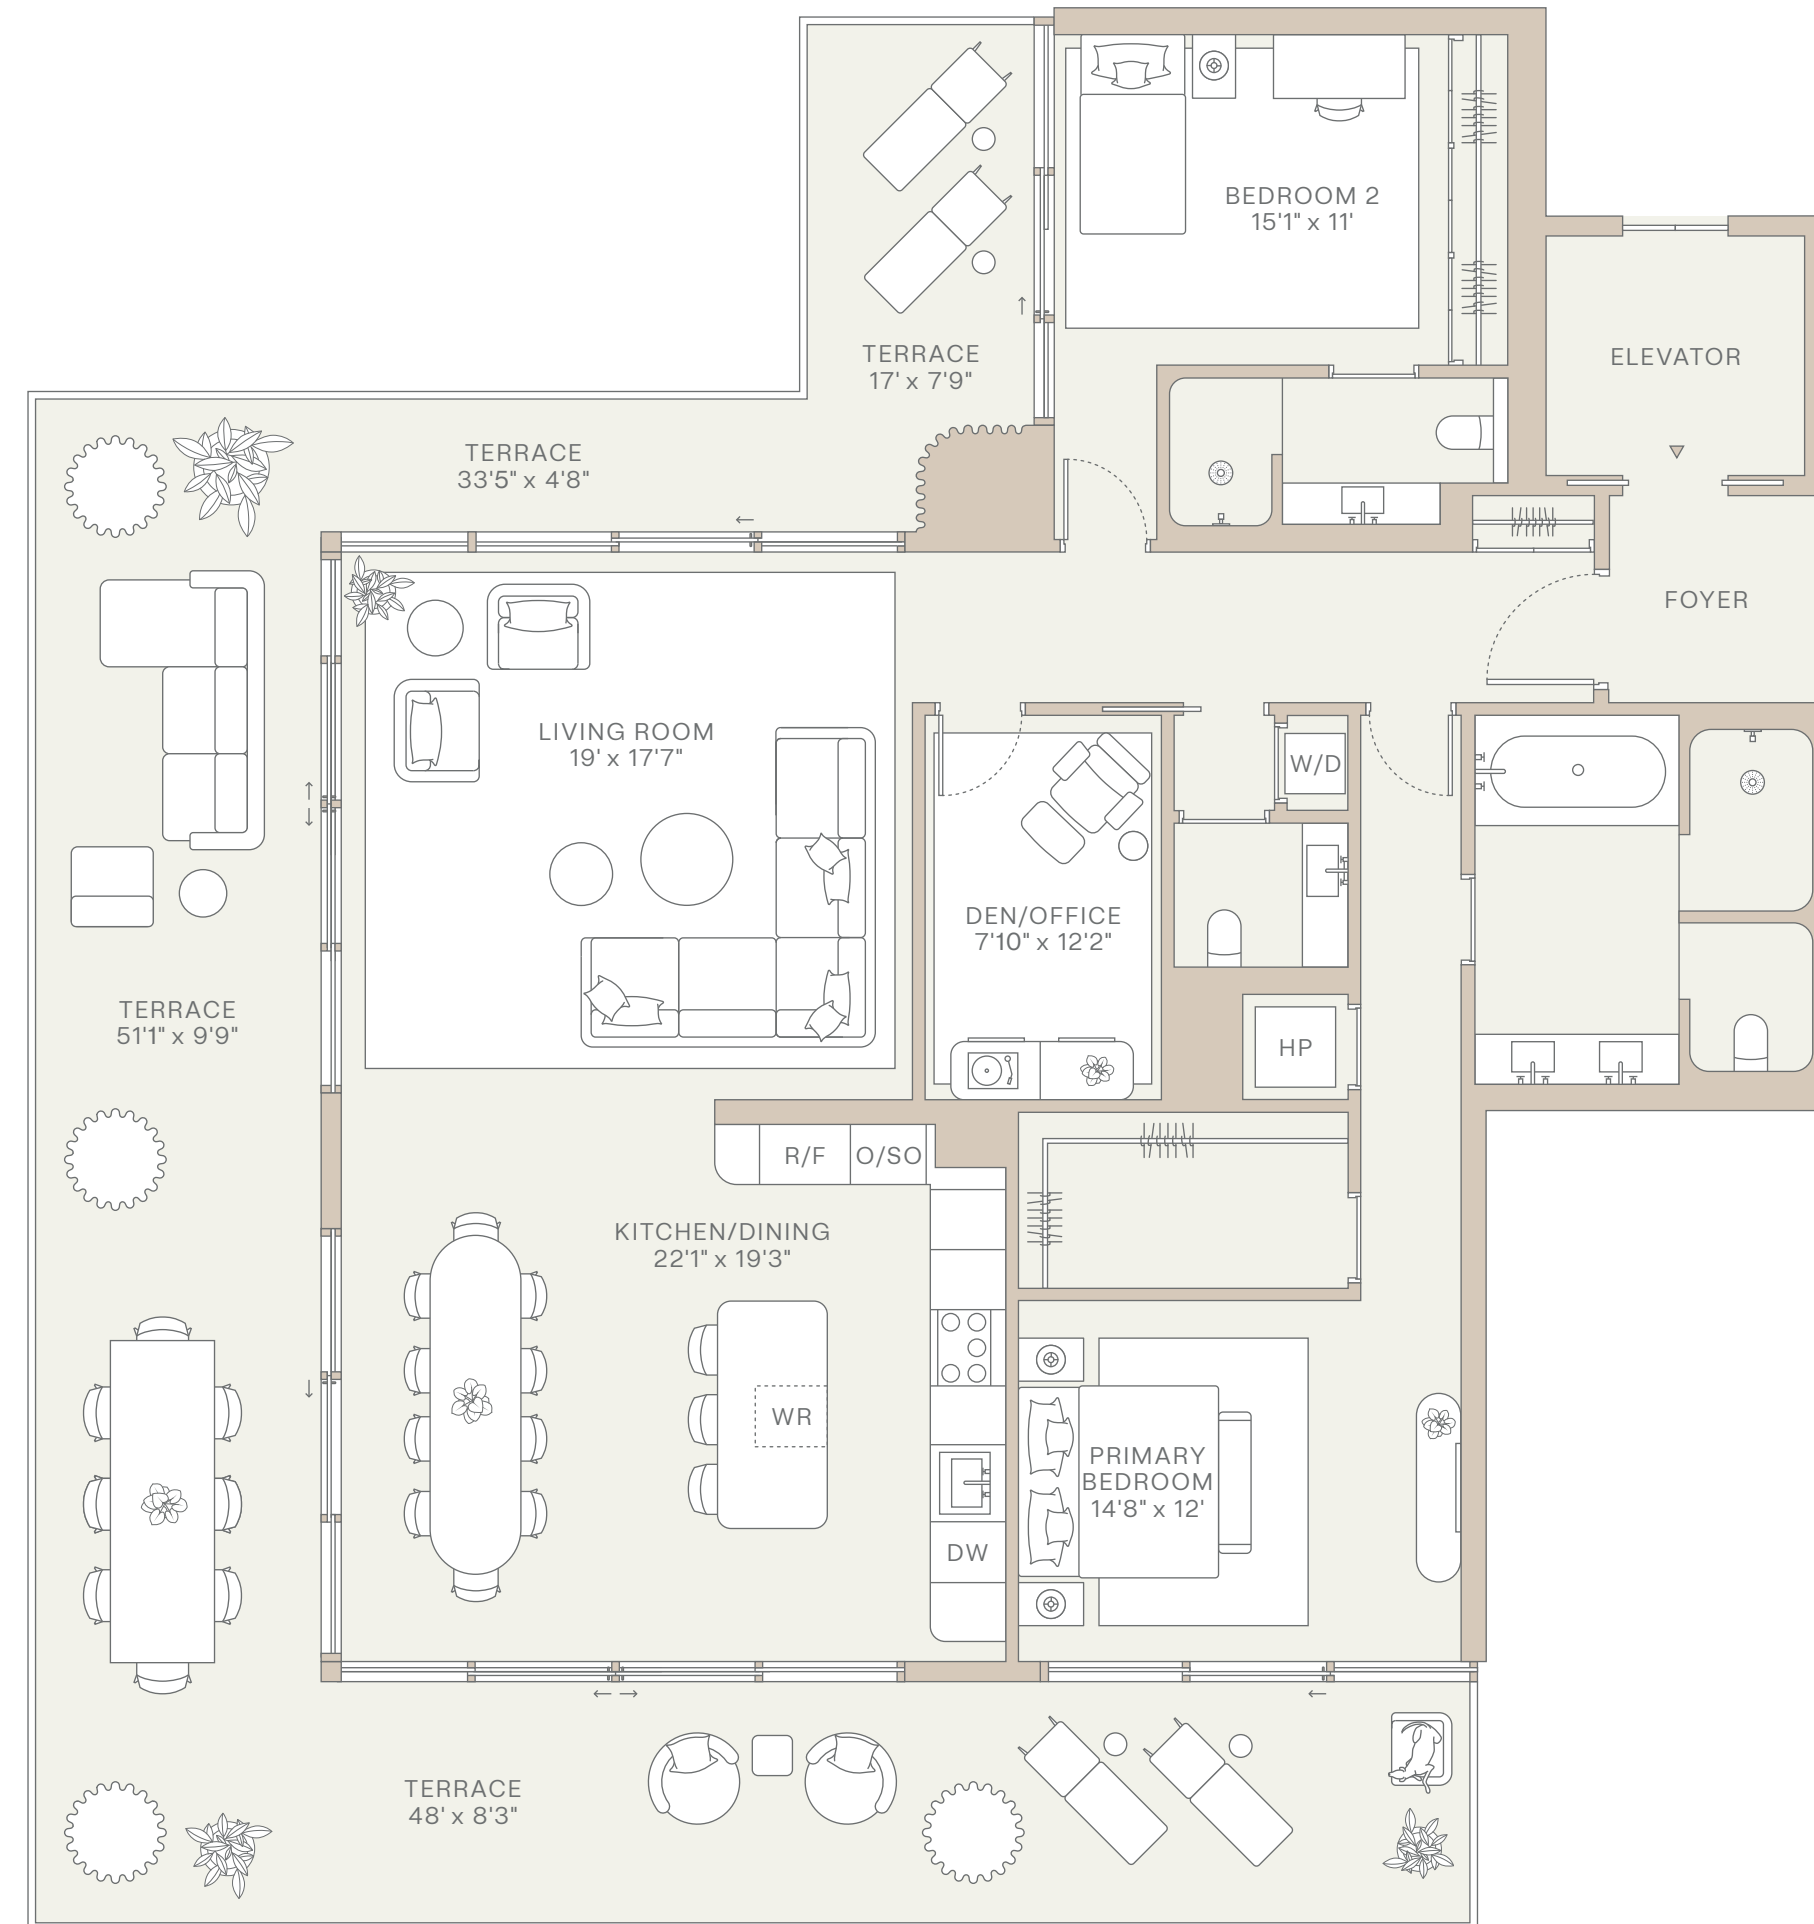 BEDROOM 2
15'1" x 11'
TERRACE
17' x 7'9"
ELEVATOR
TERRACE
33'5" x 4'8"
FOYER
LIVING ROOM
19' x 17'7"
W/D
DEN/OFFICE
7'10" x 12'2"
TERRACE
51'1" x 9'9"
HP
R/F
O/SO
KITCHEN/DINING
22'1" x 19'3"
WR
PRIMARY
BEDROOM
14'8" x 12'
DW
TERRACE
48' x 8'3"